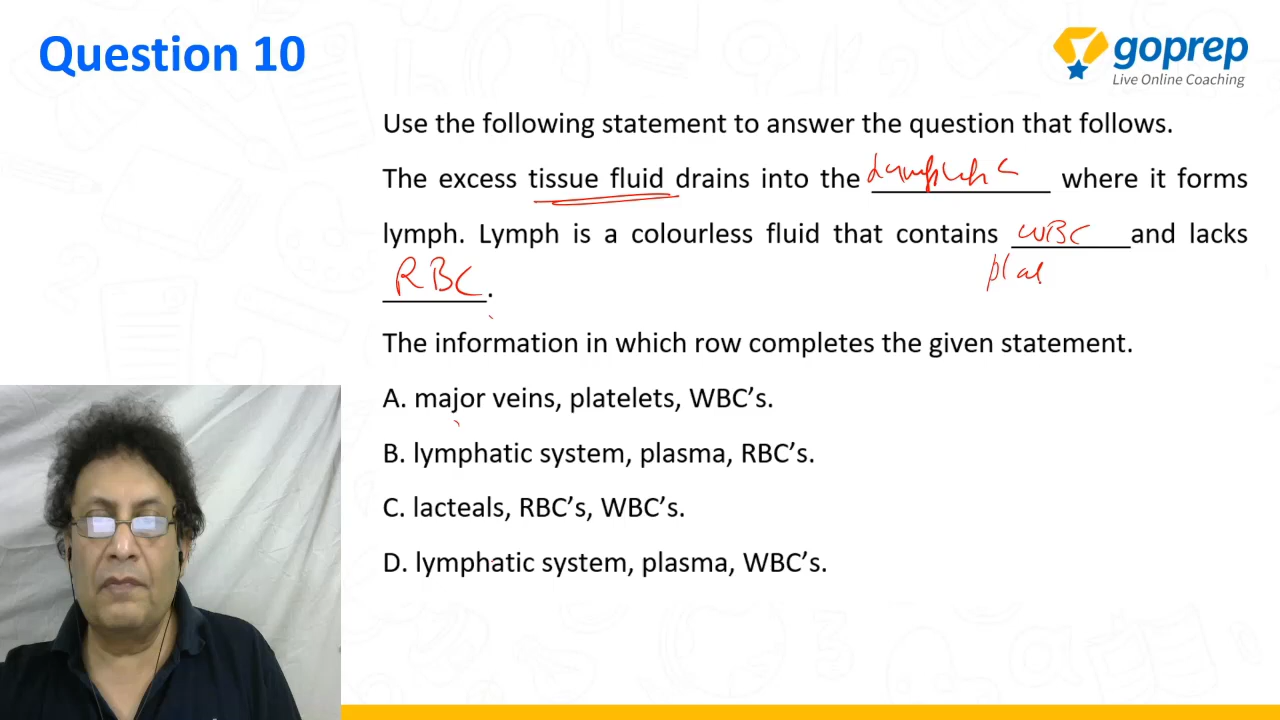 Question 10
goprep
Live Online Coaching
Use the following statement to answer the question that follows.
The excess tissue fluid drains into the where it forms
lymph. Lymph is a colourless fluid that contains WBC and lacks
RBC.
The information in which row completes the given statement.
A. major veins, platelets, WBC’s.
B. lymphatic system, plasma, RBC’s.
C. lacteals, RBC’s, WBC’s.
D. lymphatic system, plasma, WBC’s.